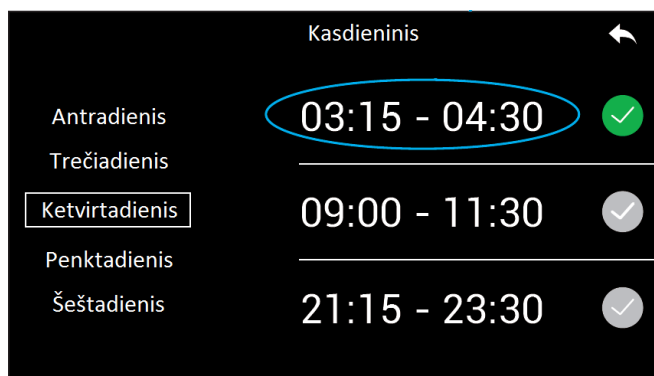 Kasdieninis
Antradienis
Trečiadienis
Ketvirtadienis
Penktadienis
Šeštadienis
03:15 - 04:30
09:00 - 11:30
21:15 - 23:30